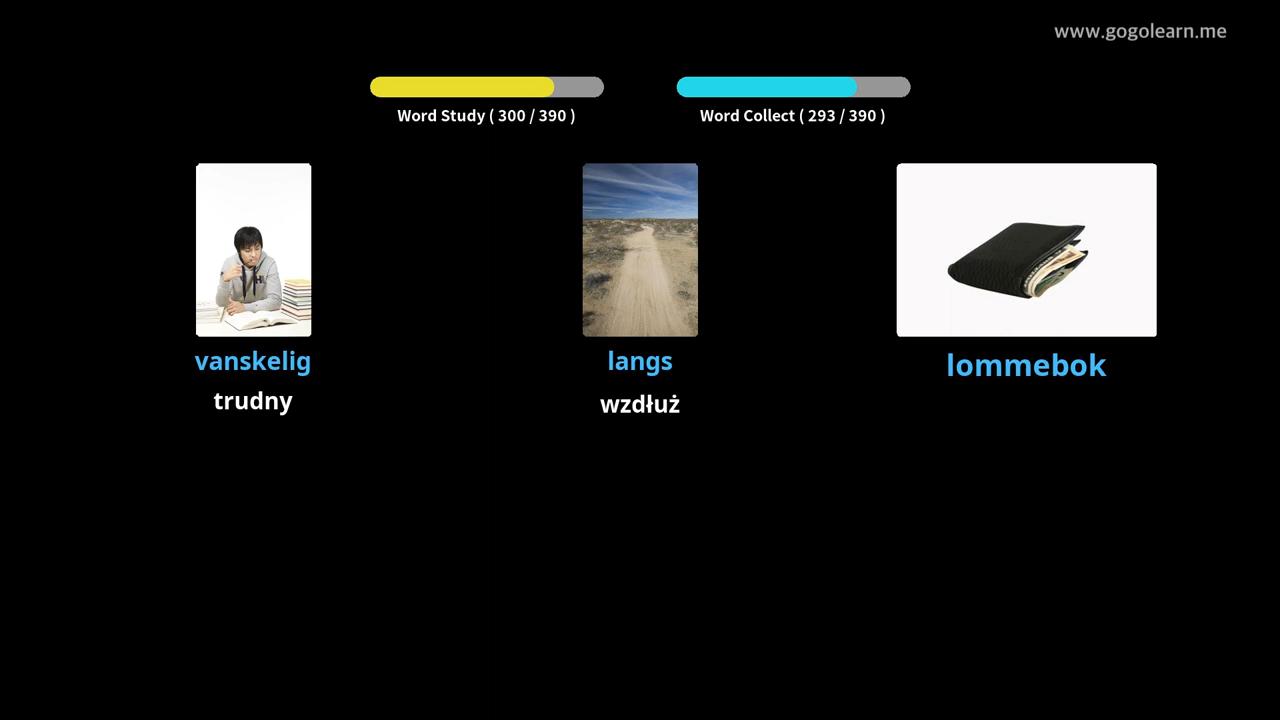 www.gogolearn.me
Word Study ( 300 / 390 )
Word Collect ( 293 / 390 )
vanskelig
trudny
langs
wzdłuż
lommebok